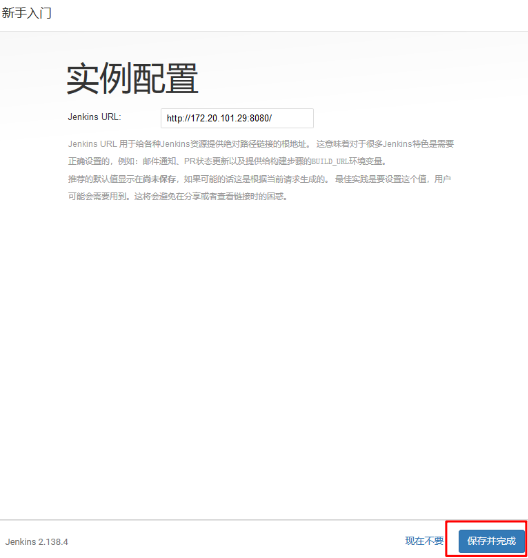 新手入门
实例配置
Jenkins URL: http://172.20.101.29:8080/
Jenkins URL 用于给各种Jenkins资源提供绝对路径链接的根地址。 这意味着对于很多Jenkins特色是需要
正确设置的，例如：邮件通知、PR状态更新以及提供给构建步骤的BUILD_URL环境变量。
推荐的默认值显示在尚未保存，如果可能的话这是根据当前请求生成的。 最佳实践是要设置这个值，用户
可能会需要用到。这将会避免在分享或者查看链接时的困惑。
Jenkins 2.138.4 现在不要 保存并完成